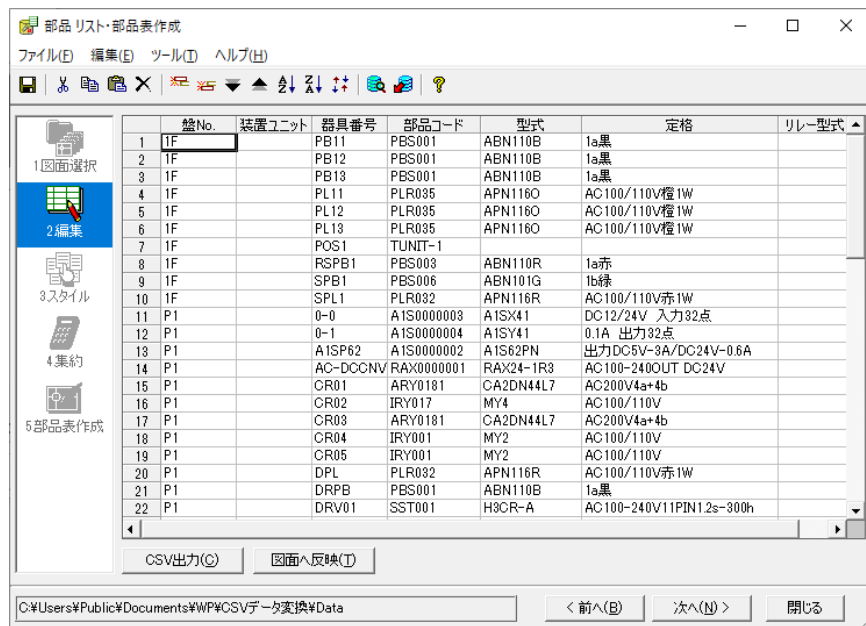 部品リスト・部品表作成
ファイル(F) 編集(E) ツール(T) ヘルプ(H)
盤No. 装置ユニット 器具番号 部品コード 型式 定格 リレー型式
1 1F PB11 PBS001 ABN110B 1a黒
2 1F PB12 PBS001 ABN110B 1a黒
3 1F PB13 PBS001 ABN110B 1a黒
4 1F PL11 PLR035 APN116O AC100/110V橙1W
5 1F PL12 PLR035 APN116O AC100/110V橙1W
6 1F PL13 PLR035 APN116O AC100/110V橙1W
7 1F POS1 TUNIT-1
8 1F RSPB1 PBS003 ABN110R 1a赤
9 1F SPB1 PBS006 ABN101G 1b緑
10 1F SPL1 PLR032 APN116R AC100/110V赤1W
11 P1 0-0 A1S0000003 A1SX41 DC12/24V 入力32点
12 P1 0-1 A1S0000004 A1SY41 0.1A 出力32点
13 P1 A1SP62 A1S0000002 A1S62PN 出力DC5V-3A/DC24V-0.6A
14 P1 AC-DCCNV RAX0000001 RAX24-1R3 AC100-240OUT DC24V
15 P1 CR01 ARY0181 CA2DN44L7 AC200V4a+4b
16 P1 CR02 IRY017 MY4 AC100/110V
17 P1 CR03 ARY0181 CA2DN44L7 AC200V4a+4b
18 P1 CR04 IRY001 MY2 AC100/110V
19 P1 CR05 IRY001 MY2 AC100/110V
20 P1 DPL PLR032 APN116R AC100/110V赤1W
21 P1 DRPB PBS001 ABN110B 1a黒
22 P1 DRV01 SST001 H3CR-A AC100-240V11PIN1.2s-300h
1図面選択
2編集
3スタイル
4集約
5部品表作成
CSV出力(C) 図面へ反映(T)
C:¥Users¥Public¥Documents¥WP¥CSVデータ変換¥Data
< 前へ(B) 次へ(N) > 閉じる